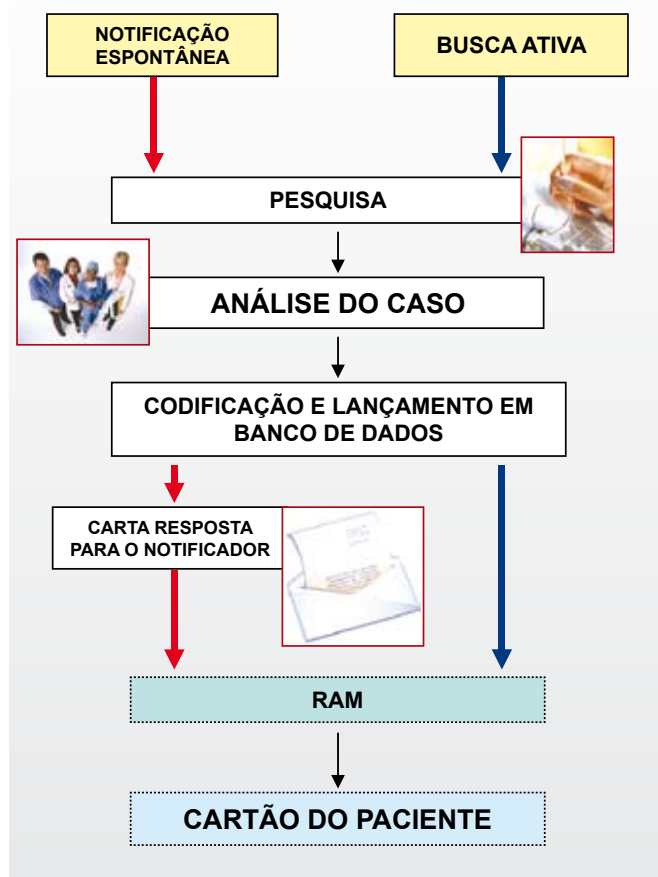 NOTIFICAÇÃO
ESPONTÂNEA
BUSCA ATIVA
PESQUISA
ANÁLISE DO CASO
CODIFICAÇÃO E LANÇAMENTO EM
BANCO DE DADOS
CARTA RESPOSTA
PARA O NOTIFICADOR
RAM
CARTÃO DO PACIENTE